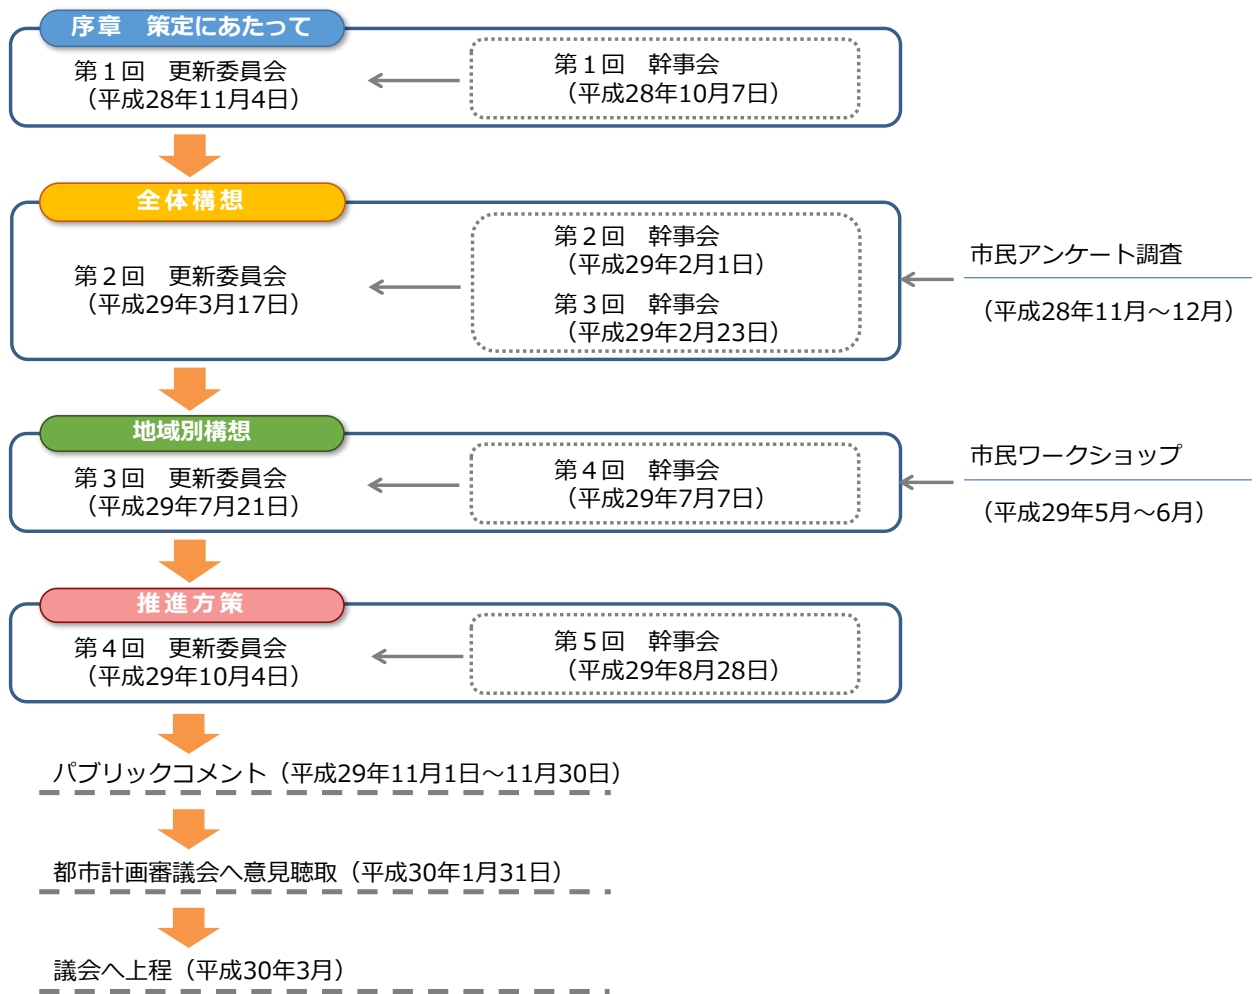 序章　策定にあたって
第１回　更新委員会
（平成28年11月4日）
第１回　幹事会
（平成28年10月7日）
全体構想
第２回　更新委員会
（平成29年3月17日）
第２回　幹事会
（平成29年2月1日）
第３回　幹事会
（平成29年2月23日）
市民アンケート調査
（平成28年11月～12月）
地域別構想
第３回　更新委員会
（平成29年7月21日）
第４回　幹事会
（平成29年7月7日）
市民ワークショップ
（平成29年5月～6月）
推進方策
第４回　更新委員会
（平成29年10月4日）
第５回　幹事会
（平成29年8月28日）
パブリックコメント（平成29年11月1日～11月30日）
都市計画審議会へ意見聴取（平成30年1月31日）
議会へ上程（平成30年3月）